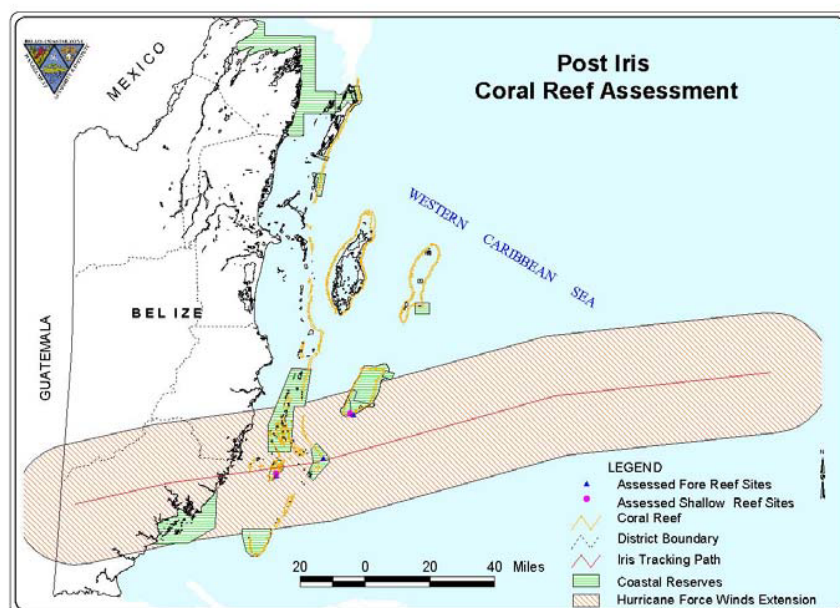 Post Iris
Coral Reef Assessment
MEXICO
WESTERN CARIBBEAN SEA
BELIZE
GUATEMALA
LEGEND
Assessed Fore Reef Sites
Assessed Shallow Reef Sites
Coral Reef
District Boundary
Iris Tracking Path
Coastal Reserves
Hurricane Force Winds Extension
20 0 20 40 Miles